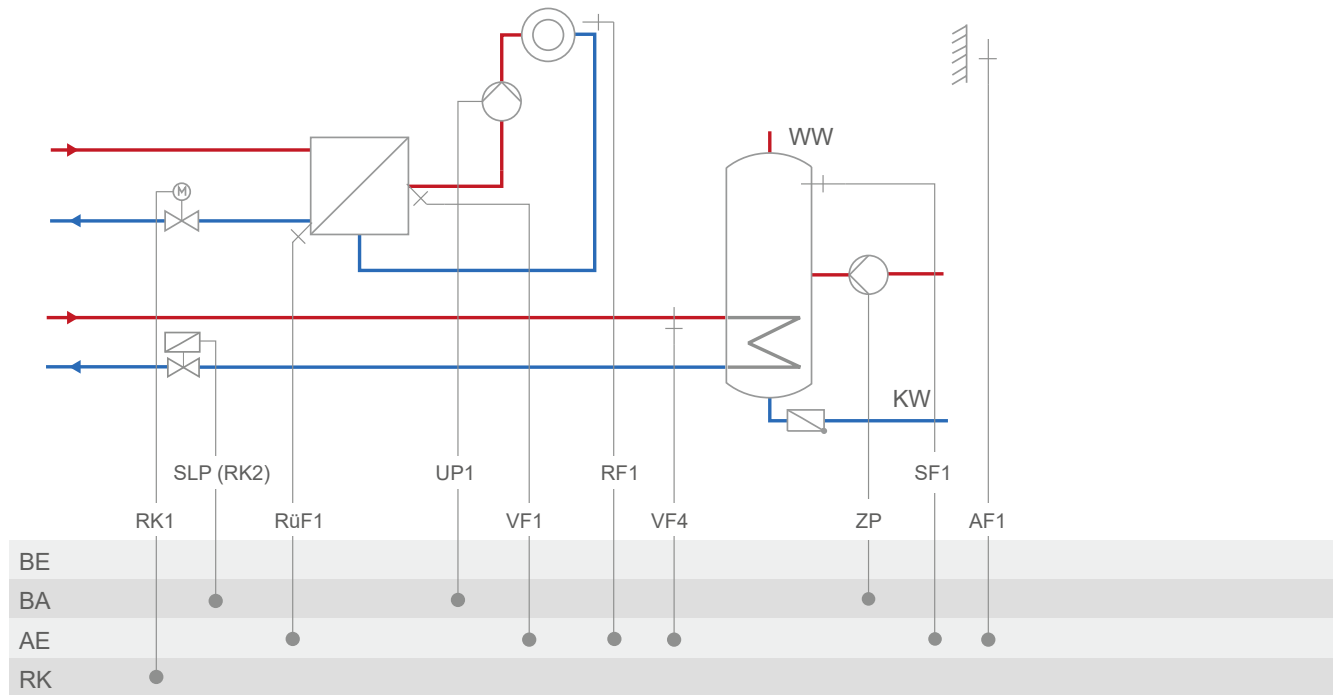 M
WW
KW
SLP (RK2)
UP1
RF1
SF1
RK1
RüF1
VF1
VF4
ZP
AF1
BE
BA
AE
RK